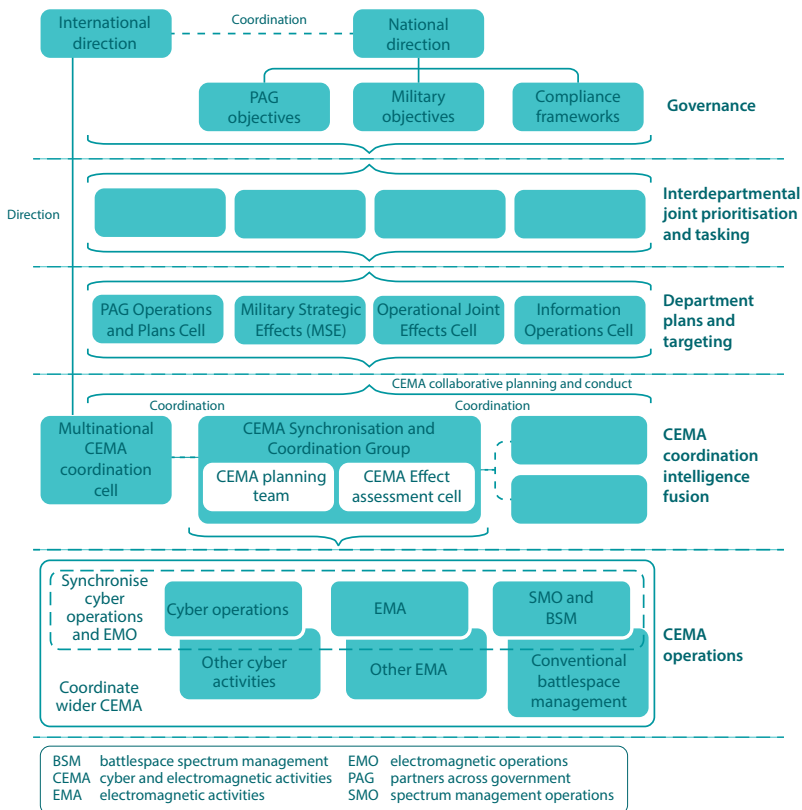 International
direction
Coordination
National
direction
PAG
objectives
Military
objectives
Compliance
frameworks
Governance
Direction
Interdepartmental
joint prioritisation
and tasking
PAG Operations
and Plans Cell
Military Strategic
Effects (MSE)
Operational Joint
Effects Cell
Information
Operations Cell
Department
plans and
targeting
CEMA collaborative planning and conduct
Coordination
Coordination
Multinational
CEMA
coordination
cell
CEMA Synchronisation and
Coordination Group
CEMA planning
team
CEMA Effect
assessment cell
CEMA
coordination
intelligence
fusion
Synchronise
cyber
operations
and EMO
Cyber operations
EMA
SMO and
BSM
Other cyber
activities
Other EMA
Conventional
battlespace
management
Coordinate
wider CEMA
CEMA
operations
BSM battlespace spectrum management
CEMA cyber and electromagnetic activities
EMA electromagnetic activities
EMO electromagnetic operations
PAG partners across government
SMO spectrum management operations